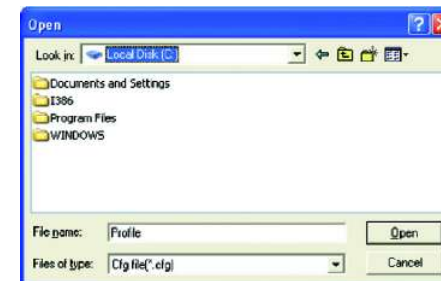 Open
Look in: Local Disk (C:)
Documents and Settings
I386
Program Files
WINDOWS
File name: Profile Open
Files of type: Cfg file(*.cfg) Cancel